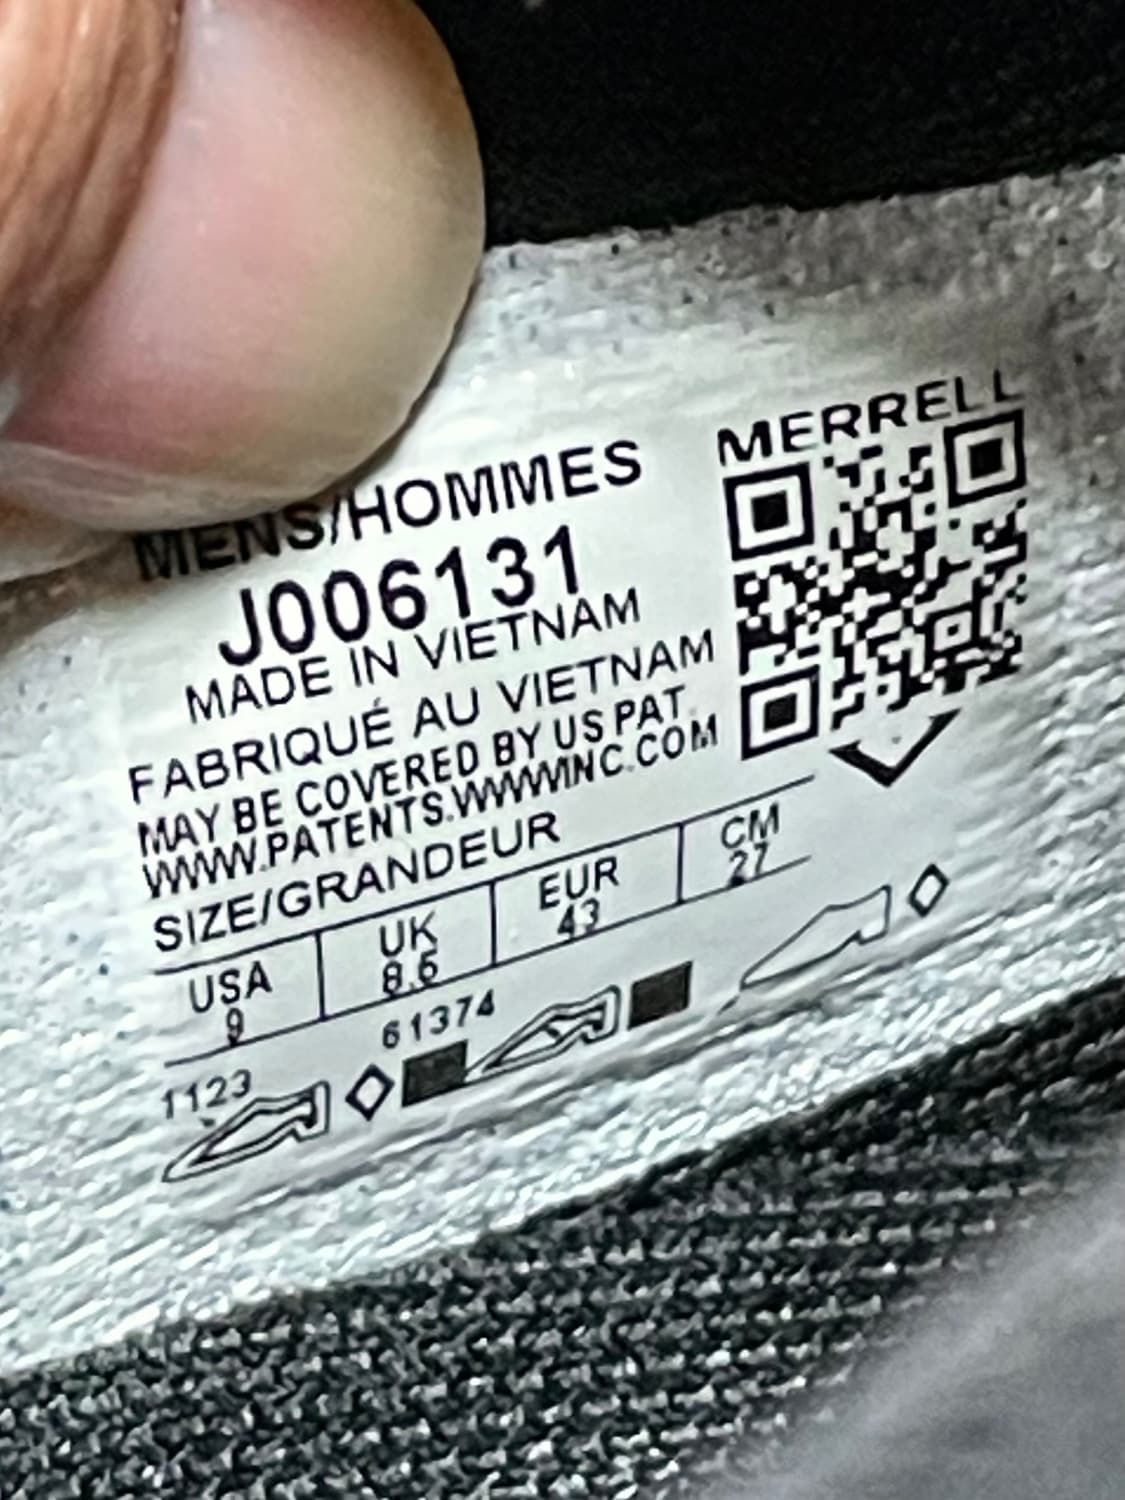 MERRELL
MENS/HOMMES
J006131
MADE IN VIETNAM
FABRIQUÉ AU VIETNAM
MAY BE COVERED BY US PAT.
WWW.PATENTS.WWWINC.COM
SIZE/GRANDEUR
USA UK EUR CM
9 8.5 43 27
1123 61374